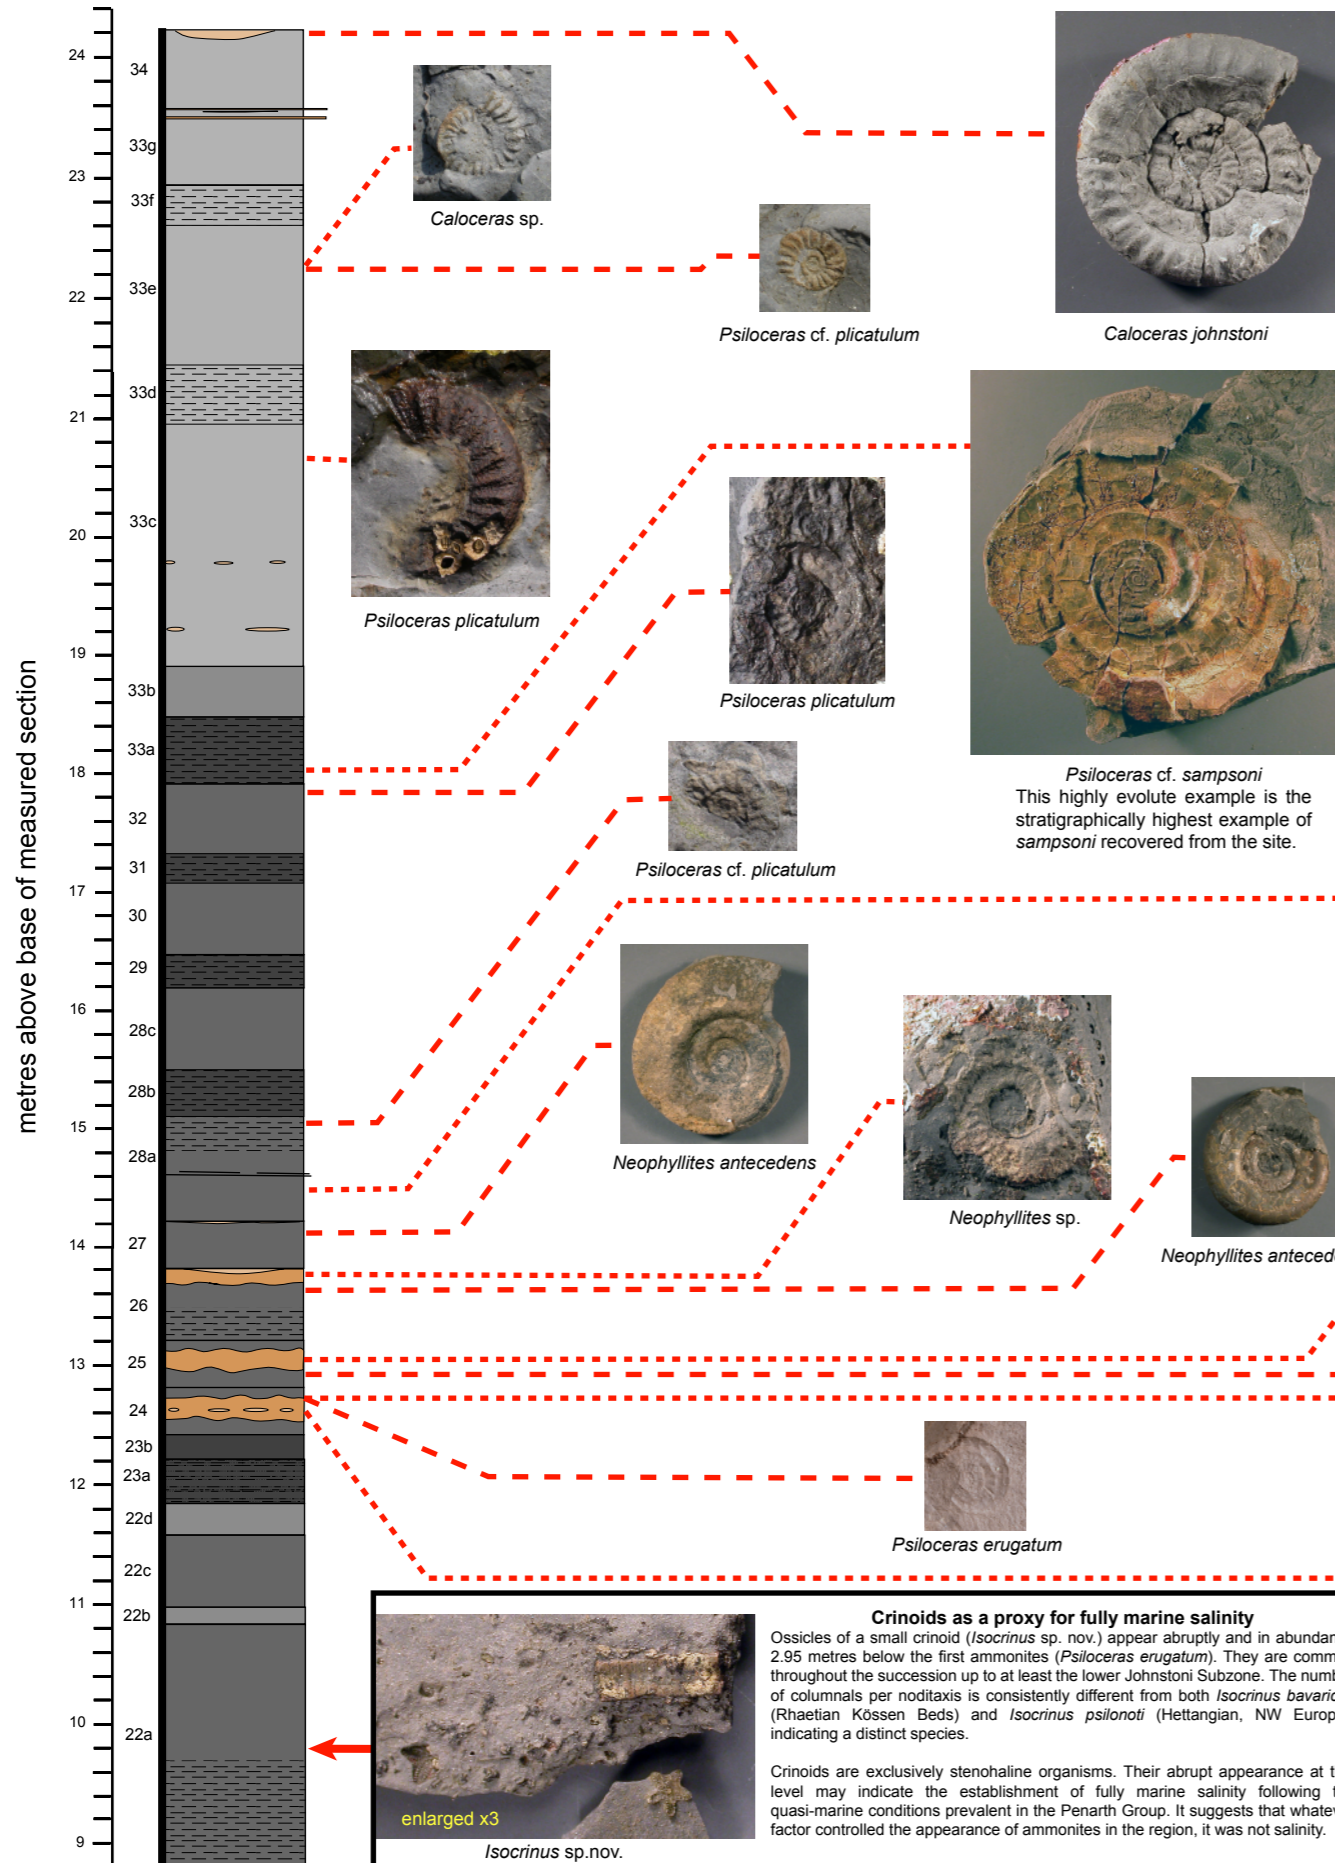 24
34
33g
23
33f
Caloceras sp.
33e
22
Psiloceras cf. plicatulum
Caloceras johnstoni
33d
21
33c
20
Psiloceras plicatulum
19
33b
Psiloceras plicatulum
33a
18
Psiloceras cf. sampsoni
This highly evolute example is the
stratigraphically highest example of
sampsoni recovered from the site.
32
31
Psiloceras cf. plicatulum
17
30
29
16
28c
28b
15
28a
Neophyllites antecedens
Neophyllites sp.
14
27
Neophyllites
26
13
25
24
23b
23a
12
22d
Psiloceras erugatum
22c
11
22b
metres above base of measured section
10
22a
9
Crinoids as a proxy for fully marine salinity
Ossicles of a small crinoid (Isocrinus sp. nov.) appear abruptly and in
2.95 metres below the first ammonites (Psiloceras erugatum). They are
throughout the succession up to at least the lower Johnstoni Subzone. The
of columnals per noditaxis is consistently different from both Isocrinus
(Rhaetian Kössen Beds) and Isocrinus psilonoti (Hettangian, NW
indicating a distinct species.
Crinoids are exclusively stenohaline organisms. Their abrupt appearance at
level may indicate the establishment of fully marine salinity following
quasi-marine conditions prevalent in the Penarth Group. It suggests that
factor controlled the appearance of ammonites in the region, it was not salinity.
enlarged x3
Isocrinus sp.nov.